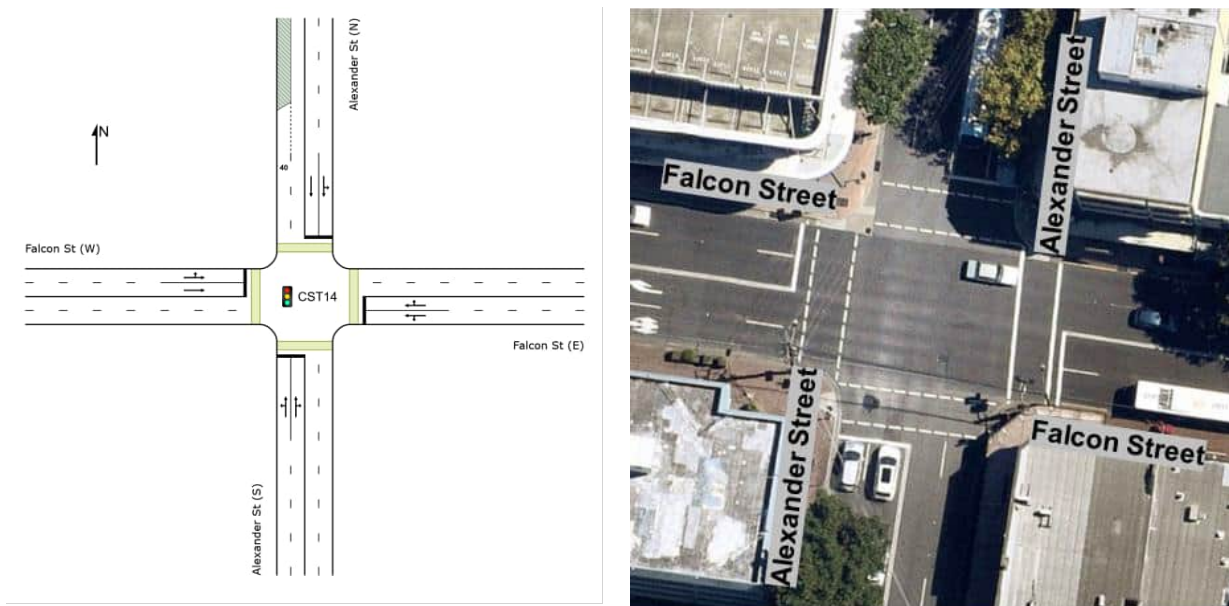 Alexander St (N)
N
40
Falcon St (W)
CST14
Falcon St (E)
Alexander St (S)
Falcon Street
Alexander Street
Alexander Street
Falcon Street